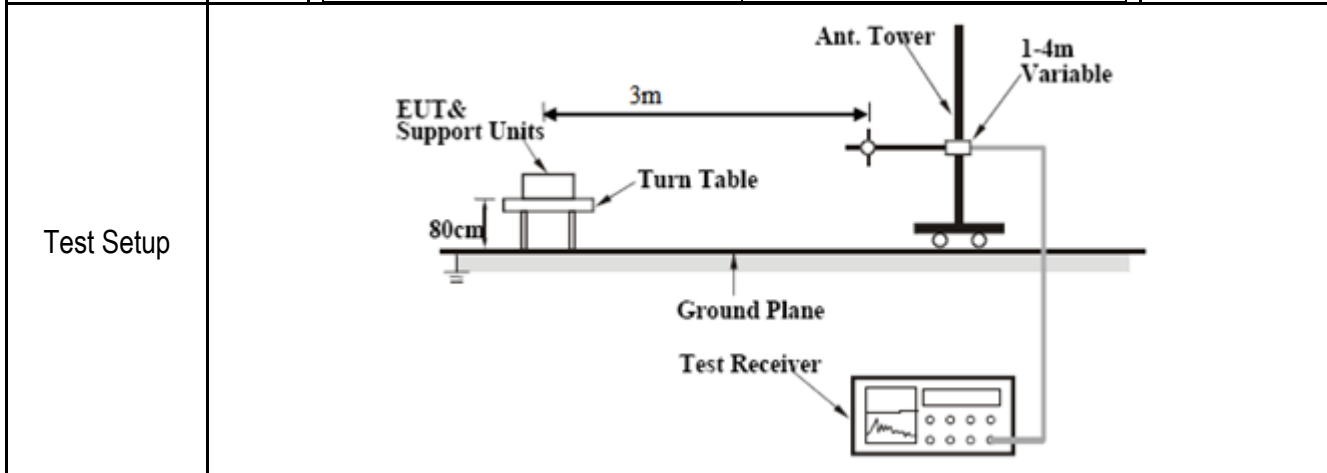 Test Setup
Ant. Tower
1-4m
Variable
3m
EUT&
Support Units
Turn Table
80cm
Ground Plane
Test Receiver